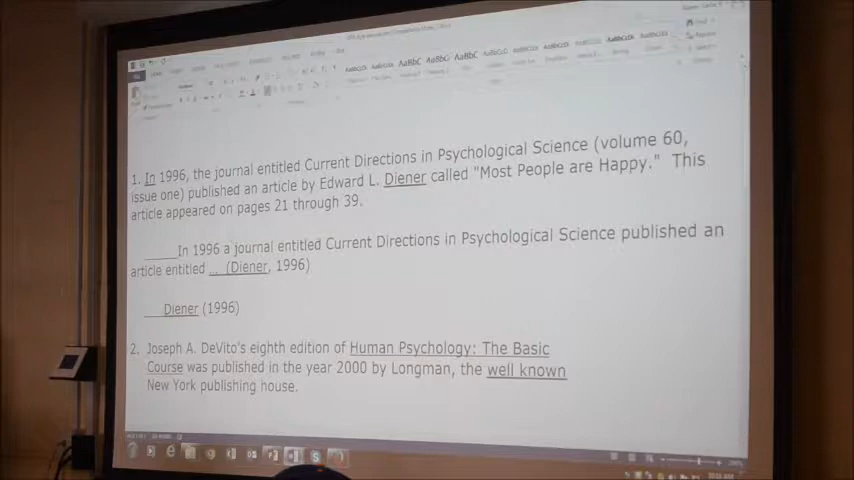 1. In 1996, the journal entitled Current Directions in Psychological Science (volume 60,
issue one) published an article by Edward L. Diener called "Most People are Happy." This
article appeared on pages 21 through 39.
_____In 1996 a journal entitled Current Directions in Psychological Science published an
article entitled ... (Diener, 1996)
___Diener (1996)
2. Joseph A. DeVito's eighth edition of Human Psychology: The Basic
Course was published in the year 2000 by Longman, the well known
New York publishing house.